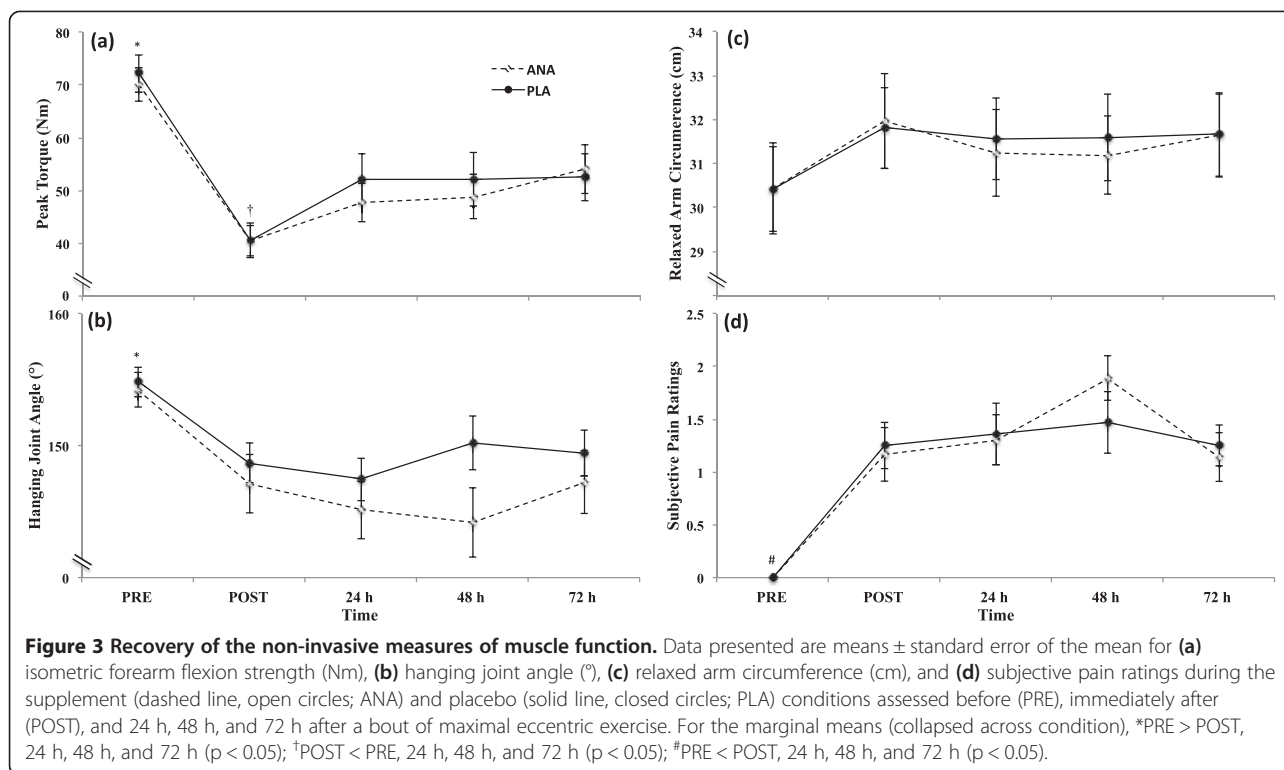 (a)
80
70
60
50
40
0
Peak Torque (Nm)
*
†
ANA
PLA
(c)
34
33
32
31
30
29
Relaxed Arm Circumerence (cm)
(b)
160
150
0
Hanging Joint Angle (°)
*
PRE POST 24 h 48 h 72 h
Time
(d)
2.5
2
1.5
1
0.5
0
Subjective Pain Ratings
#
PRE POST 24 h 48 h 72 h
Time
Figure 3 Recovery of the non-invasive measures of muscle function. Data presented are means ± standard error of the mean for (a)
isometric forearm flexion strength (Nm), (b) hanging joint angle (°), (c) relaxed arm circumference (cm), and (d) subjective pain ratings during the
supplement (dashed line, open circles; ANA) and placebo (solid line, closed circles; PLA) conditions assessed before (PRE), immediately after
(POST), and 24 h, 48 h, and 72 h after a bout of maximal eccentric exercise. For the marginal means (collapsed across condition), *PRE > POST,
24 h, 48 h, and 72 h (p < 0.05); †POST < PRE, 24 h, 48 h, and 72 h (p < 0.05); #PRE < POST, 24 h, 48 h, and 72 h (p < 0.05).